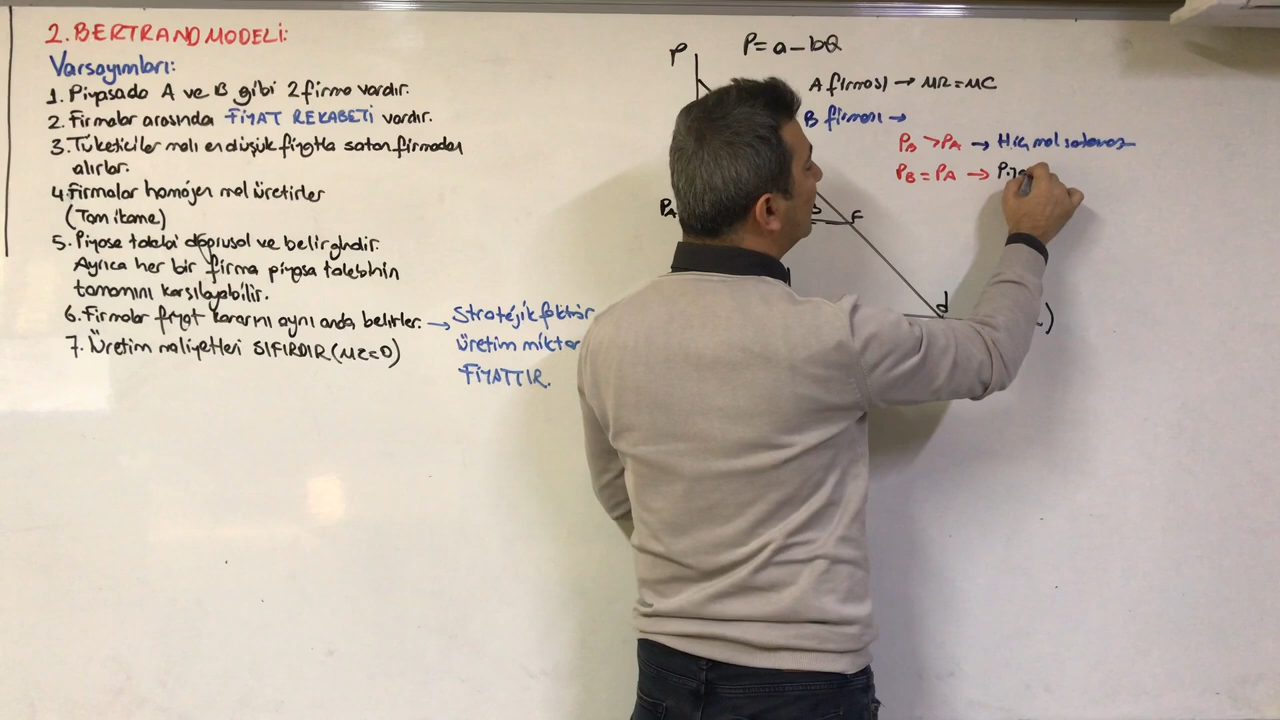 2. BERTRAND MODELİ:
Varsayımları:
1. Piyasada A ve B gibi 2 firma vardır.
2. Firmalar arasında FİYAT REKABETİ vardır.
3. Tüketiciler malı en düşük fiyatla satan firmadan
alırlar.
4. Firmalar homojen mal üretirler
(Tam ikame)
5. Piyasa talebi doğrusal ve belirgindir.
Ayrıca her bir firma piyasa talebinin
tamamını karşılayabilir.
6. Firmalar fiyat kararını aynı anda belirler. →
Stratejik faktör
üretim miktar
FİYATTIR.
7. Üretim maliyetleri SIFIRDIR (MC=0)
P
P = a - bQ
A firması → MR = MC
B firması →
PB > PA → Hiç mal satamaz
PB = PA → Piya
PA
F
d
)